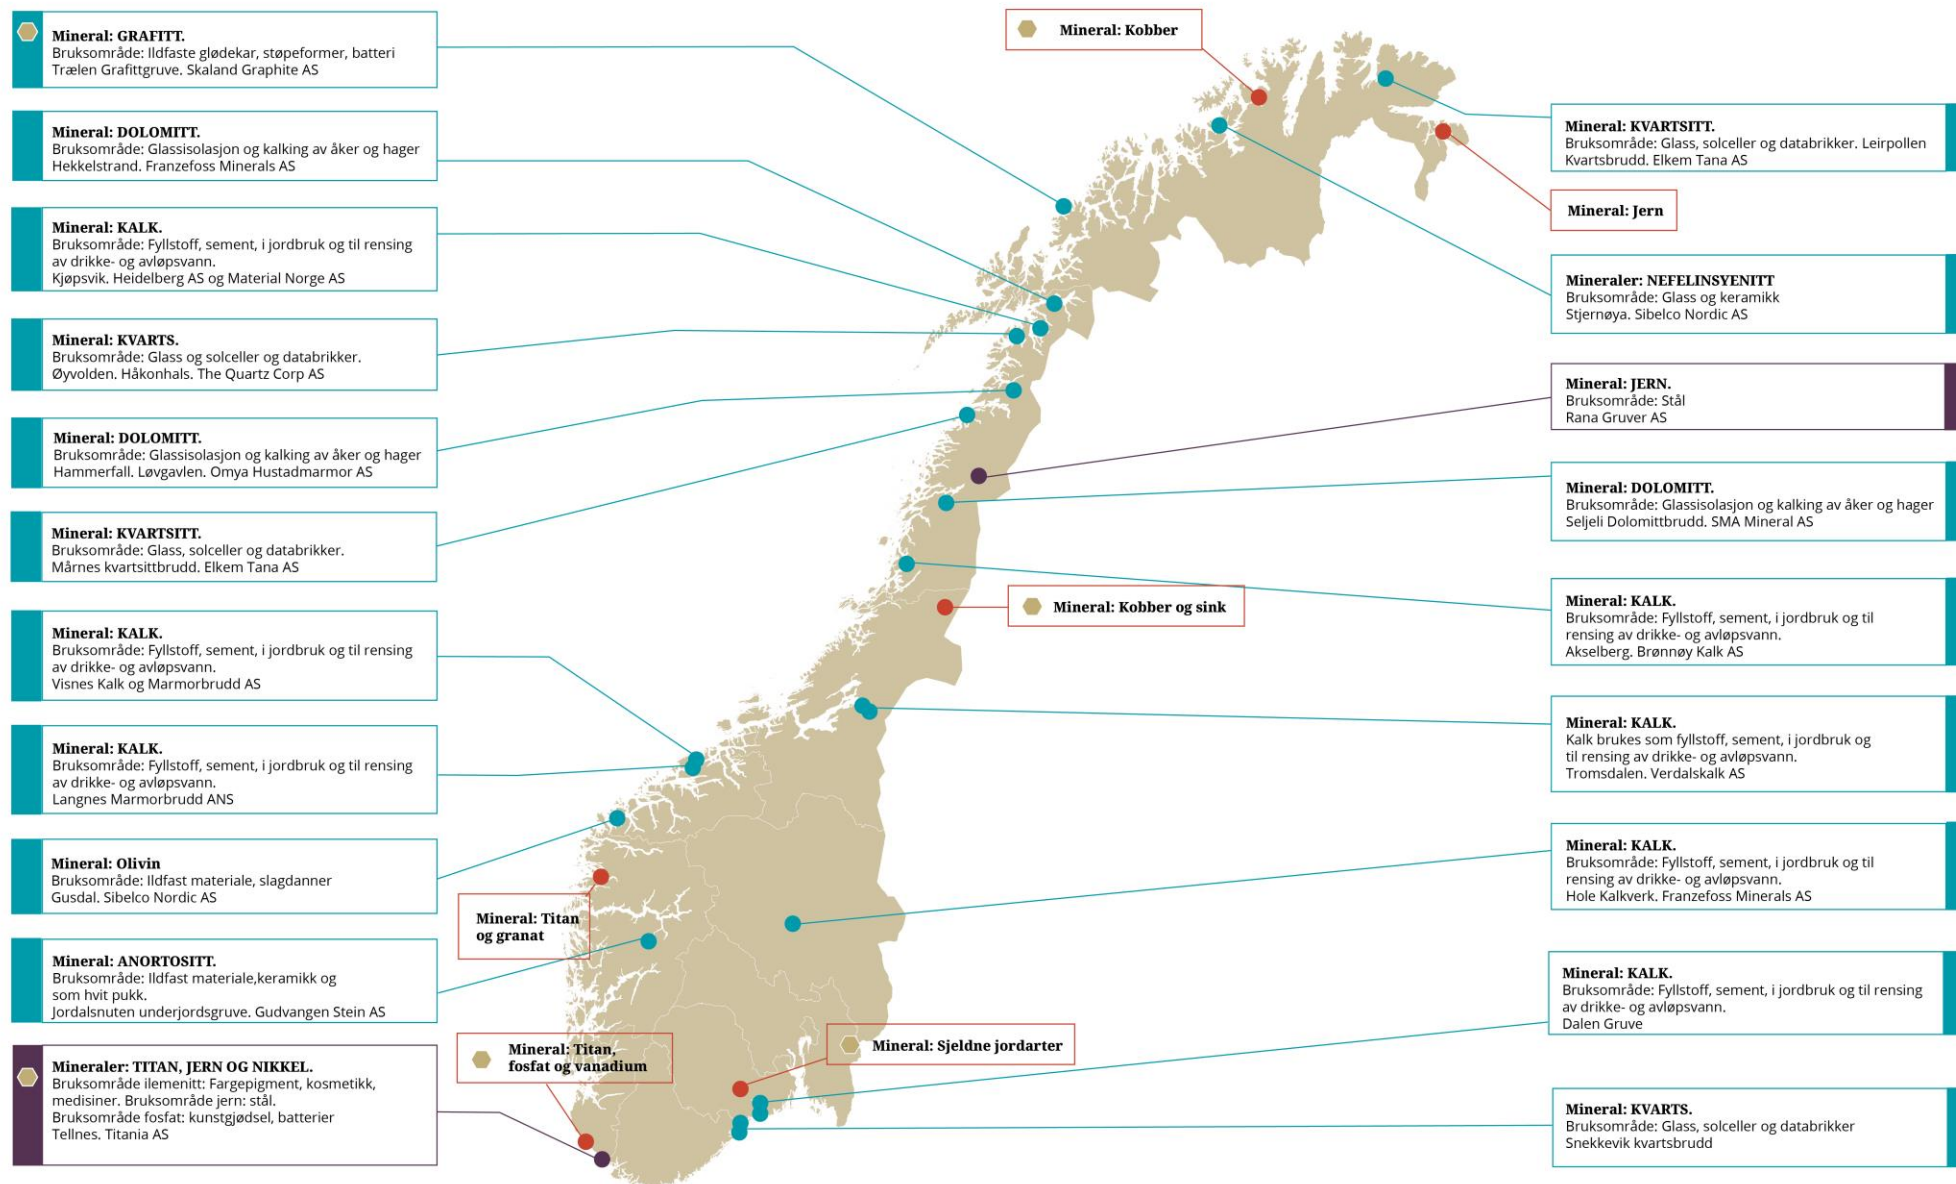 Mineral: GRAFITT.
Bruksområde: Ildfaste glødekar, støpeformer, batteri
Trælen Grafittgruve. Skaland Graphite AS
Mineral: DOLOMITT.
Bruksområde: Glassisolasjon og kalking av åker og hager
Hekkelstrand. Franzefoss Minerals AS
Mineral: KALK.
Bruksområde: Fyllstoff, sement, i jordbruk og til rensing
av drikke- og avløpsvann.
Kjøpsvik. Heidelberg AS og Material Norge AS
Mineral: KVARTS.
Bruksområde: Glass og solceller og databrikker.
Øyvolden. Håkonhals. The Quartz Corp AS
Mineral: DOLOMITT.
Bruksområde: Glassisolasjon og kalking av åker og hager
Hammerfall. Løvgavlen. Omya Hustadmarmor AS
Mineral: KVARTSITT.
Bruksområde: Glass, solceller og databrikker.
Mårnes kvartsittbrudd. Elkem Tana AS
Mineral: KALK.
Bruksområde: Fyllstoff, sement, i jordbruk og til rensing
av drikke- og avløpsvann.
Visnes Kalk og Marmorbrudd AS
Mineral: KALK.
Bruksområde: Fyllstoff, sement, i jordbruk og til rensing
av drikke- og avløpsvann.
Langnes Marmorbrudd ANS
Mineral: Olivin
Bruksområde: Ildfast materiale, slagdanner
Gusdal. Sibelco Nordic AS
Mineral: ANORTOSITT.
Bruksområde: Ildfast materiale,keramikk og
som hvit pukk.
Jordalsnuten underjordsgruve. Gudvangen Stein AS
Mineraler: TITAN, JERN OG NIKKEL.
Bruksområde ilemenitt: Fargepigment, kosmetikk,
medisiner. Bruksområde jern: stål.
Bruksområde fosfat: kunstgjødsel, batterier
Tellnes. Titania AS
Mineral: Kobber
Mineral: Kobber og sink
Mineral: Titan
og granat
Mineral: Titan,
fosfat og vanadium
Mineral: Sjeldne jordarter
Mineral: KVARTSITT.
Bruksområde: Glass, solceller og databrikker. Leirpollen
Kvartsbrudd. Elkem Tana AS
Mineral: Jern
Mineraler: NEFELINSYENITT
Bruksområde: Glass og keramikk
Stjernøya. Sibelco Nordic AS
Mineral: JERN.
Bruksområde: Stål
Rana Gruver AS
Mineral: DOLOMITT.
Bruksområde: Glassisolasjon og kalking av åker og hager
Seljeli Dolomittbrudd. SMA Mineral AS
Mineral: KALK.
Bruksområde: Fyllstoff, sement, i jordbruk og til
rensing av drikke- og avløpsvann.
Akselberg. Brønnøy Kalk AS
Mineral: KALK.
Kalk brukes som fyllstoff, sement, i jordbruk og
til rensing av drikke- og avløpsvann.
Tromsdalen. Verdalskalk AS
Mineral: KALK.
Bruksområde: Fyllstoff, sement, i jordbruk og til
rensing av drikke- og avløpsvann.
Hole Kalkverk. Franzefoss Minerals AS
Mineral: KALK.
Bruksområde: Fyllstoff, sement, i jordbruk og til rensing
av drikke- og avløpsvann.
Dalen Gruve
Mineral: KVARTS.
Bruksområde: Glass, solceller og databrikker
Snekkevik kvartsbrudd